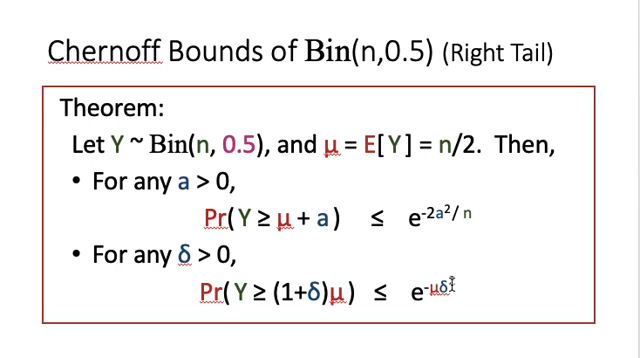 Chernoff Bounds of Bin(n,0.5) (Right Tail)
Theorem:
Let Y ~ Bin(n, 0.5), and μ = E[Y] = n/2. Then,
• For any a > 0,
Pr(Y ≥ μ + a) ≤ e^-2a²/n
• For any δ > 0,
Pr(Y ≥ (1+δ)μ) ≤ e^-μδ